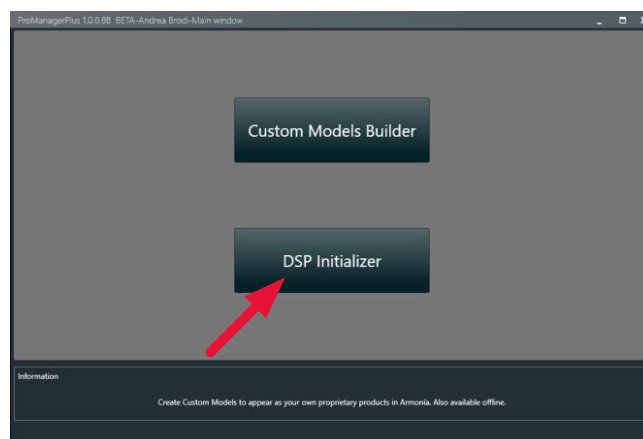 ProManagerPlus 1.0.0.88 BETA-Andrea Brodi-Main window
Custom Models Builder
DSP Initializer
Information
Create Custom Models to appear as your own proprietary products in Armonía. Also available offline.